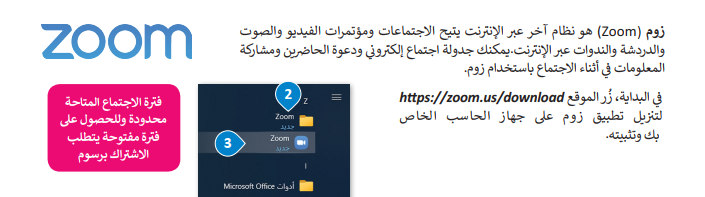 zoom
زوم (Zoom) هو نظام آخر عبر الإنترنت يتيح الاجتماعات ومؤتمرات الفيديو والصوت
والدردشة والندوات عبر الإنترنت.يمكنك جدولة اجتماع إلكتروني ودعوة الحاضرين ومشاركة
المعلومات في أثناء الاجتماع باستخدام زوم.
في البداية، زُر الموقع https://zoom.us/download
لتنزيل تطبيق زوم على جهاز الحاسب الخاص
بك وتثبيته.
Z
2
Zoom
جديد
3
Zoom
جديد
ا
أدوات Microsoft Office
فترة الاجتماع المتاحة
محدودة وللحصول على
فترة مفتوحة يتطلب
الاشتراك برسوم